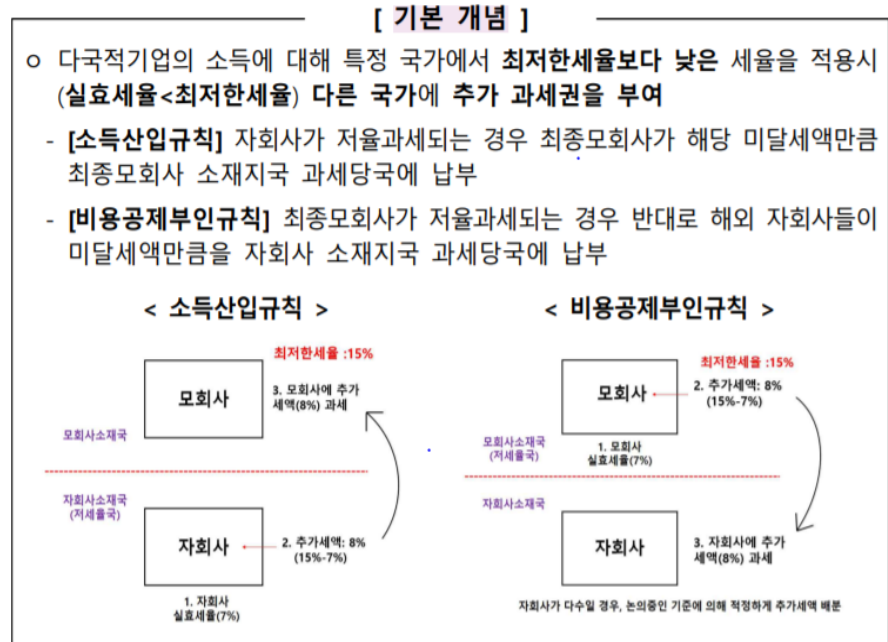 [ 기본 개념 ]
ㅇ 다국적기업의 소득에 대해 특정 국가에서 최저한세율보다 낮은 세율을 적용시
(실효세율<최저한세율) 다른 국가에 추가 과세권을 부여
- [소득산입규칙] 자회사가 저율과세되는 경우 최종모회사가 해당 미달세액만큼
최종모회사 소재지국 과세당국에 납부
- [비용공제부인규칙] 최종모회사가 저율과세되는 경우 반대로 해외 자회사들이
미달세액만큼을 자회사 소재지국 과세당국에 납부
< 소득산입규칙 >
최저한세율 :15%
모회사
3. 모회사에 추가
세액(8%) 과세
모회사소재국
자회사소재국
(저세율국)
자회사
2. 추가세액: 8%
(15%-7%)
1. 자회사
실효세율(7%)
< 비용공제부인규칙 >
최저한세율 :15%
모회사
2. 추가세액: 8%
(15%-7%)
모회사소재국
(저세율국)
1. 모회사
실효세율(7%)
자회사소재국
자회사
3. 자회사에 추가
세액(8%) 과세
자회사가 다수일 경우, 논의중인 기준에 의해 적정하게 추가세액 배분